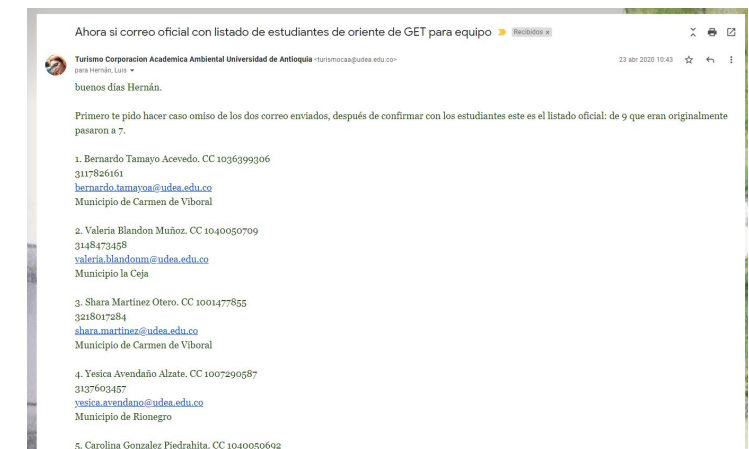 Ahora si correo oficial con listado de estudiantes de oriente de GET para equipo Recibidos x
Turismo Corporacion Academica Ambiental Universidad de Antioquia <turismocaa@udea.edu.co> 23 abr 2020 10:43
para Hernán, Luis
buenos días Hernán.
Primero te pido hacer caso omiso de los dos correo enviados, después de confirmar con los estudiantes este es el listado oficial: de 9 que eran originalmente
pasaron a 7.
1. Bernardo Tamayo Acevedo. CC 1036399306
3117826161
bernardo.tamayoa@udea.edu.co
Municipio de Carmen de Viboral
2. Valeria Blandon Muñoz. CC 1040050709
3148473458
valeria.blandonm@udea.edu.co
Municipio la Ceja
3. Shara Martinez Otero. CC 1001477855
3218017284
shara.martinez@udea.edu.co
Municipio de Carmen de Viboral
4. Yesica Avendaño Alzate. CC 1007290587
3137603457
yesica.avendano@udea.edu.co
Municipio de Rionegro
5. Carolina Gonzalez Piedrahita. CC 1040050692